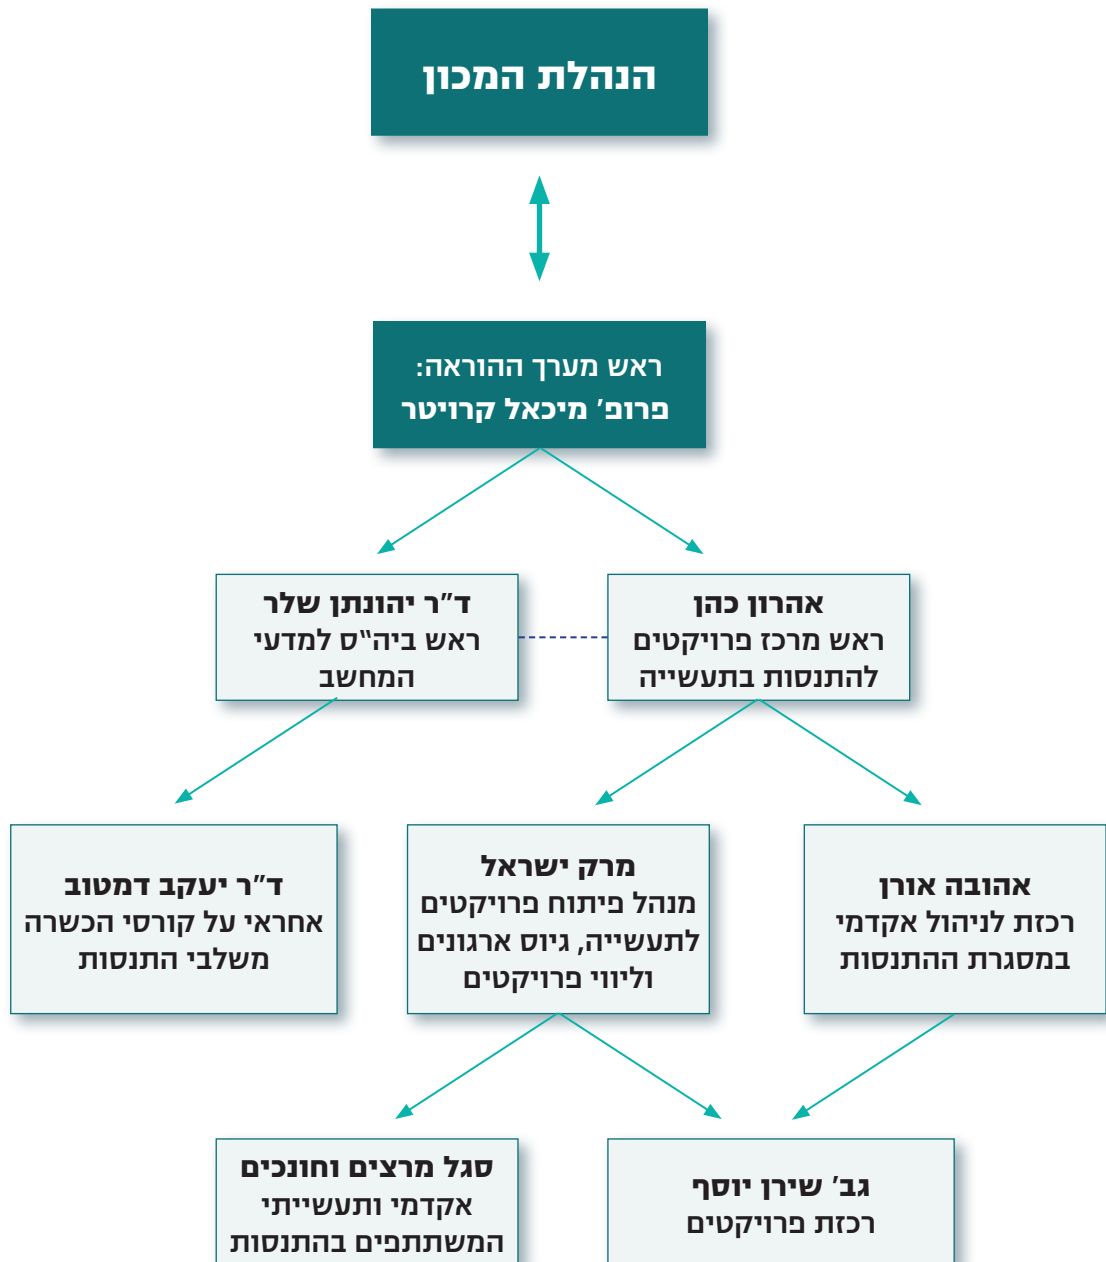 הנהלת המכון
ראש מערך ההוראה:
פרופ' מיכאל קרויטר
אהרון כהן
ראש מרכז פרויקטים
להתנסות בתעשייה
ד"ר יהונתן שלר
ראש ביה"ס למדעי
המחשב
אהובה אורן
רכזת לניהול אקדמי
במסגרת ההתנסות
מרק ישראל
מנהל פיתוח פרויקטים
לתעשייה, גיוס ארגונים
וליווי פרויקטים
ד"ר יעקב דמטוב
אחראי על קורסי הכשרה
משלבי התנסות
גב' שירן יוסף
רכזת פרויקטים
סגל מרצים וחונכים
אקדמי ותעשייתי
המשתתפים בהתנסות